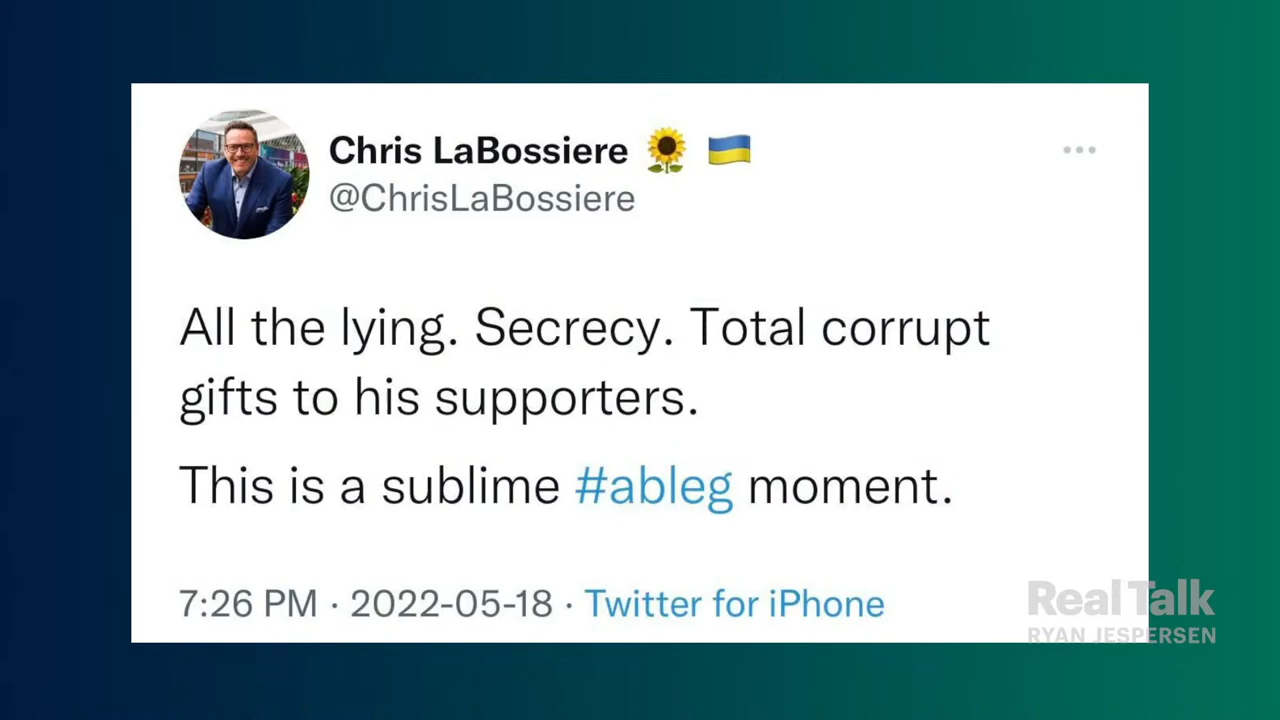 Chris LaBossiere 🌻 🇺🇦
@ChrisLaBossiere
All the lying. Secrecy. Total corrupt
gifts to his supporters.
This is a sublime #ableg moment.
7:26 PM · 2022-05-18 · Twitter for iPhone
Real Talk
RYAN JESPERSEN